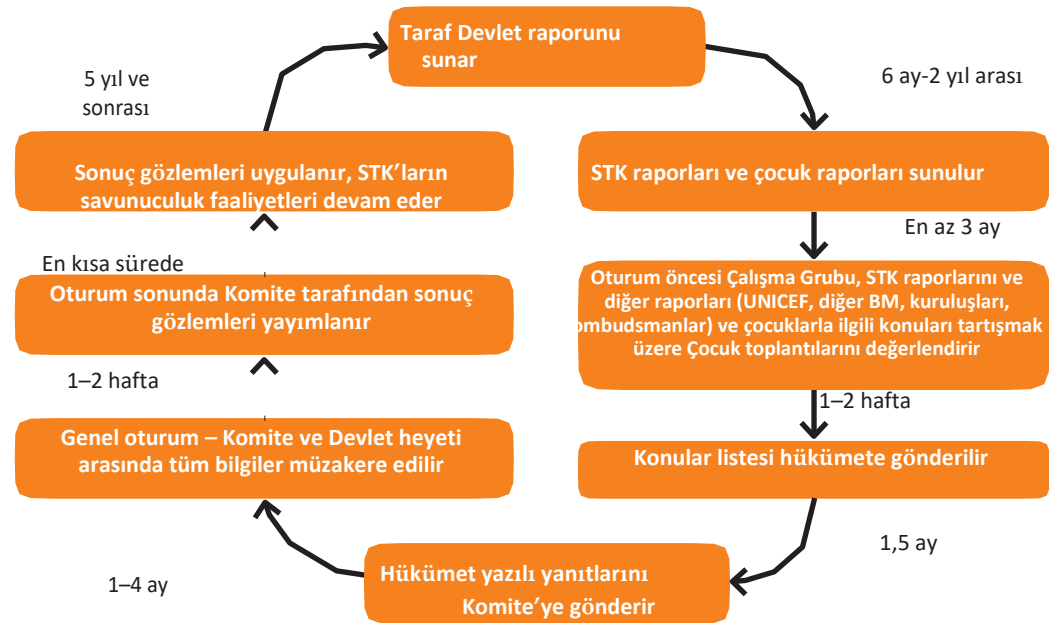 Taraf Devlet raporunu
sunar
6 ay-2 yıl arası
STK raporları ve çocuk raporları sunulur
En az 3 ay
Oturum öncesi Çalışma Grubu, STK raporlarını ve
diğer raporları (UNICEF, diğer BM, kuruluşları,
ombudsmanlar) ve çocuklarla ilgili konuları tartışmak
üzere Çocuk toplantılarını değerlendirir
1–2 hafta
Konular listesi hükümete gönderilir
1,5 ay
Hükümet yazılı yanıtlarını
Komite’ye gönderir
1–4 ay
Genel oturum – Komite ve Devlet heyeti
arasında tüm bilgiler müzakere edilir
1–2 hafta
Oturum sonunda Komite tarafından sonuç
gözlemleri yayımlanır
En kısa sürede
Sonuç gözlemleri uygulanır, STK’ların
savunuculuk faaliyetleri devam eder
5 yıl ve
sonrası